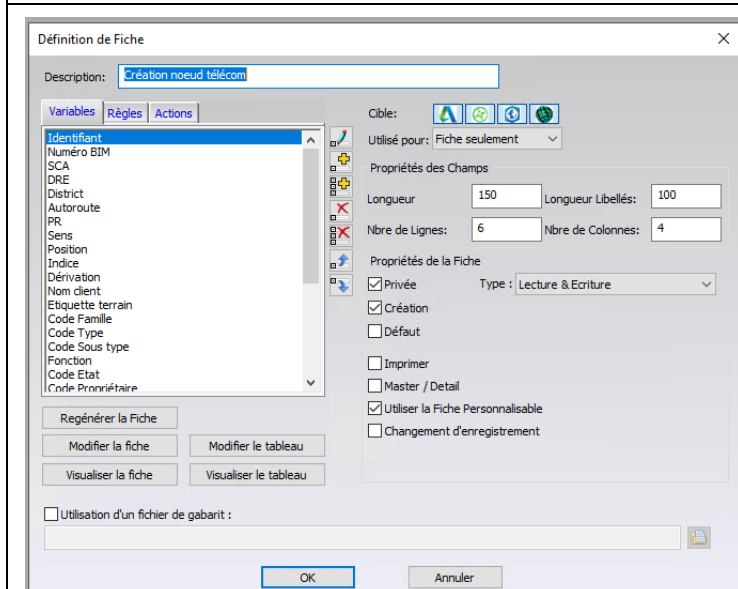 Définition de Fiche
Description: Création noeud télécom
Variables Règles Actions
Cible:
Identifiant
Numéro BIM
SCA
DRE
District
Autoroute
PR
Sens
Position
Indice
Dérivation
Nom client
Etiquette terrain
Code Famille
Code Type
Code Sous type
Fonction
Code Etat
Code Propriétaire
Utilisé pour: Fiche seulement
Propriétés des Champs
Longueur 150 Longueur Libellés: 100
Nbre de Lignes: 6 Nbre de Colonnes: 4
Propriétés de la Fiche
Privée Type : Lecture & Ecriture
Création
Défaut
Imprimer
Master / Detail
Utiliser la Fiche Personnalisable
Changement d'enregistrement
Regénérer la Fiche
Modifier la fiche Modifier le tableau
Visualiser la fiche Visualiser le tableau
Utilisation d'un fichier de gabarit :
OK Annuler